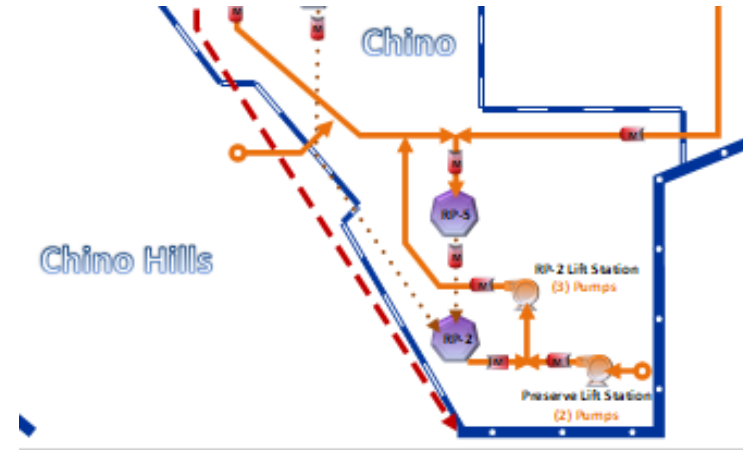 M
M
Chino
M
M
RP-5
Chino Hills
M
RP-2 Lift Station
(3) Pumps
M
RP-2
M
M
Preserve Lift Station
(2) Pumps